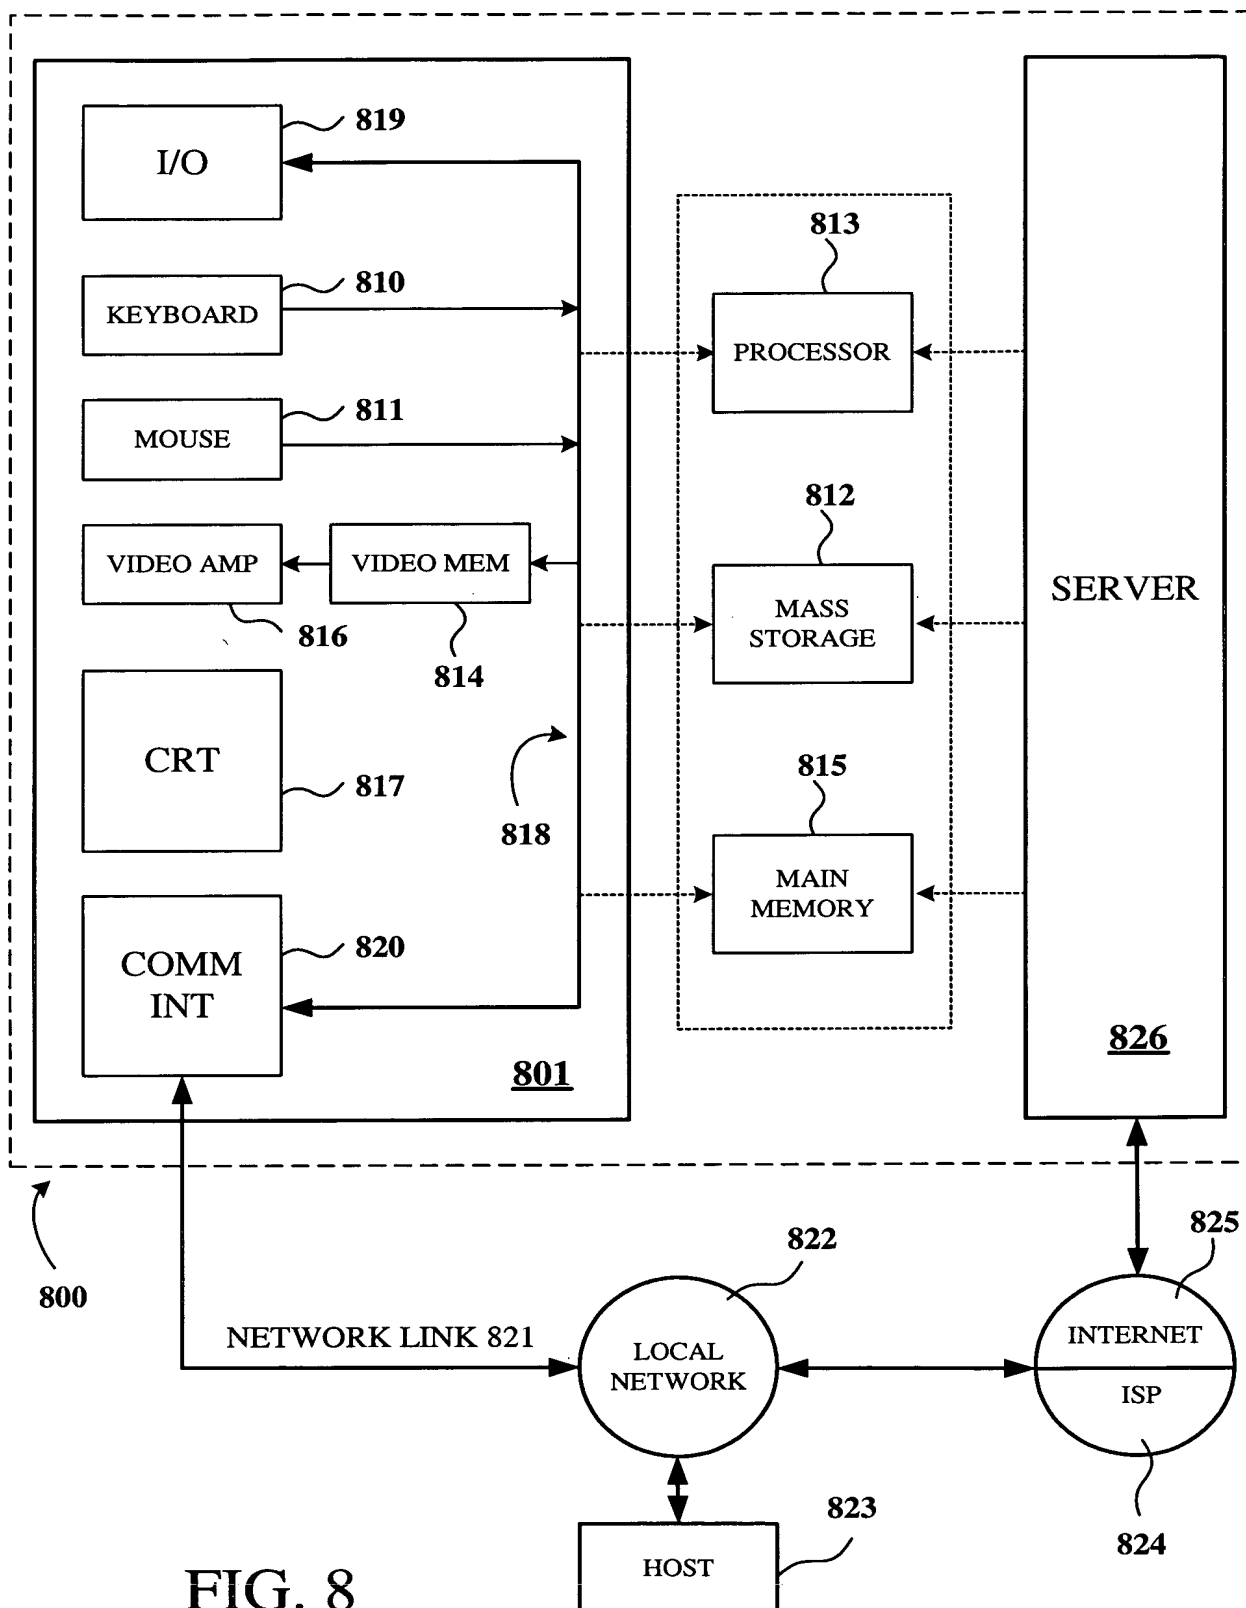 819
I/O
813
810
KEYBOARD
PROCESSOR
811
MOUSE
812
VIDEO AMP
VIDEO MEM
MASS
STORAGE
SERVER
816
814
CRT
817
818
815
MAIN
MEMORY
820
COMM
INT
801
826
800
822
825
NETWORK LINK 821
LOCAL
NETWORK
INTERNET
ISP
823
824
HOST
FIG. 8